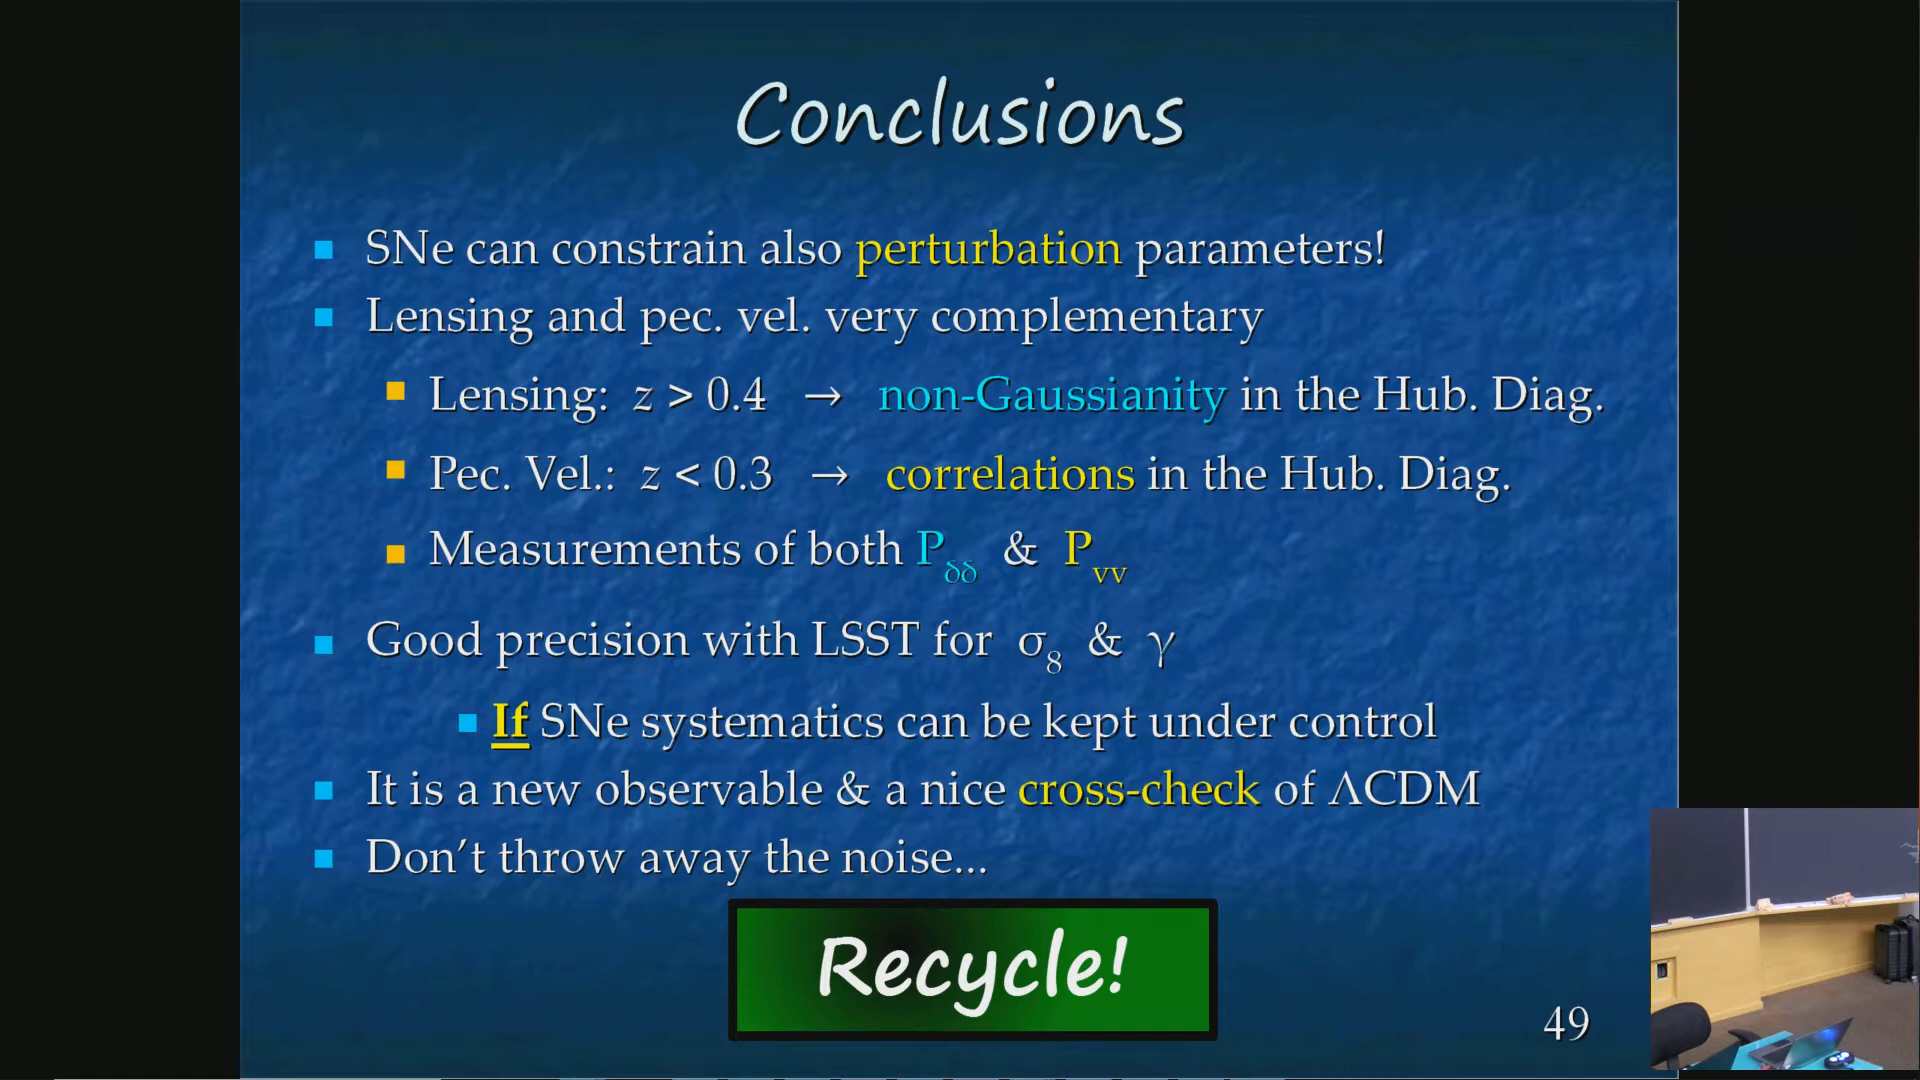 Conclusions
SNe can constrain also perturbation parameters!
Lensing and pec. vel. very complementary
Lensing: z > 0.4 → non-Gaussianity in the Hub. Diag.
Pec. Vel.: z < 0.3 → correlations in the Hub. Diag.
Measurements of both Pδδ & Pvv
Good precision with LSST for σ8 & γ
If SNe systematics can be kept under control
It is a new observable & a nice cross-check of ΛCDM
Don't throw away the noise...
Recycle!
49